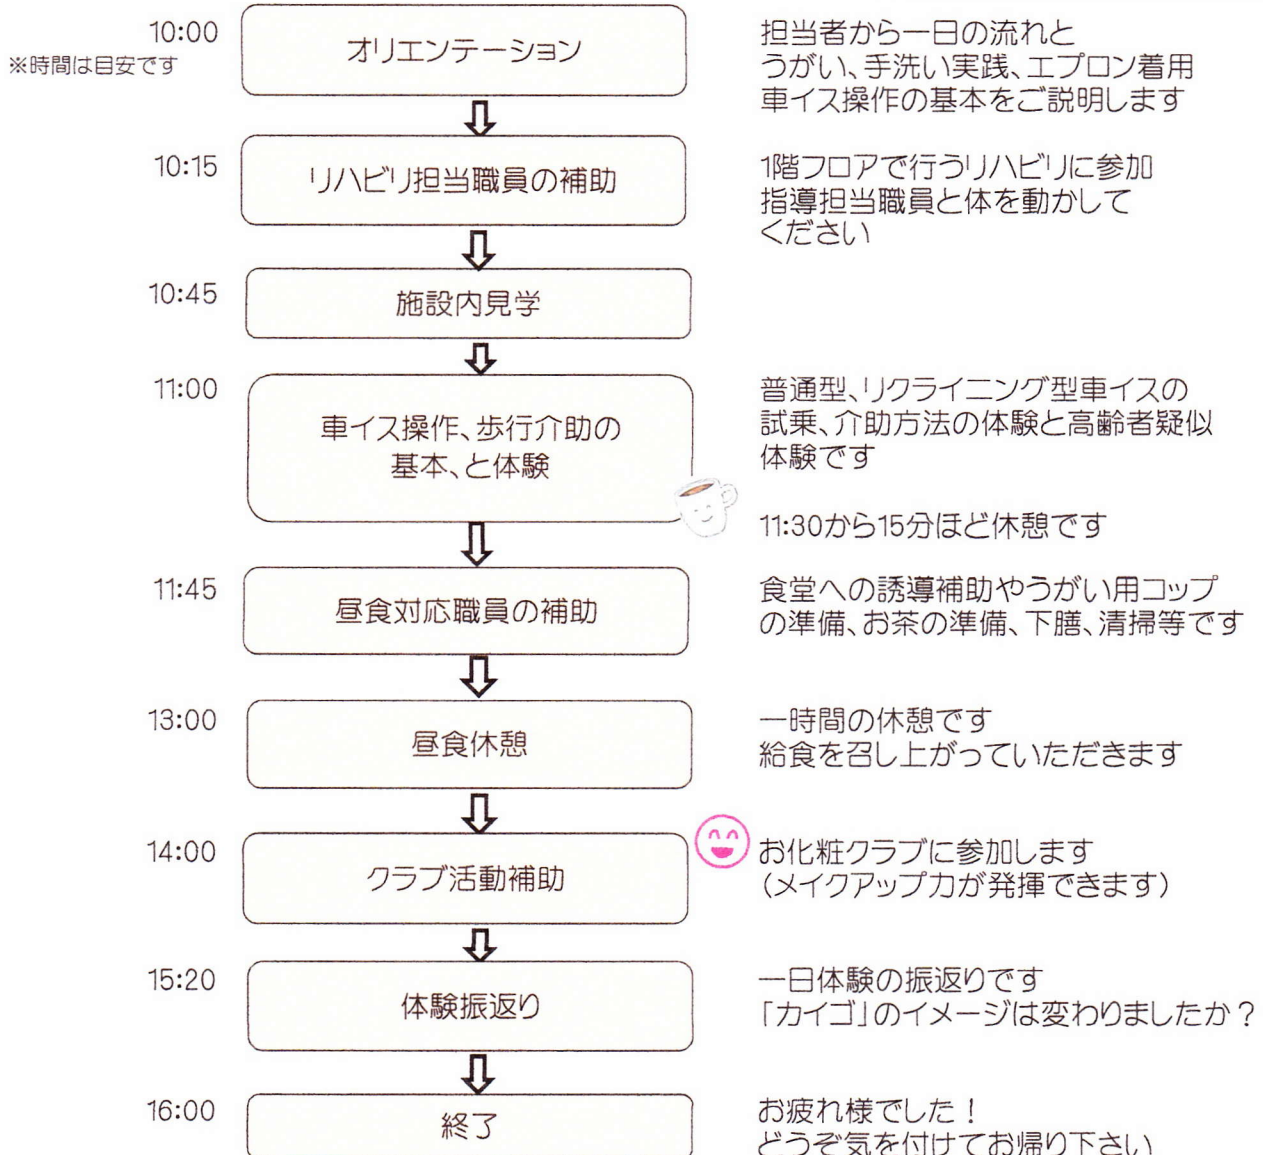 10:00
※時間は目安です
オリエンテーション
担当者から一日の流れと
うがい、手洗い実践、エプロン着用
車イス操作の基本をご説明します
10:15
リハビリ担当職員の補助
1階フロアで行うリハビリに参加
指導担当職員と体を動かして
ください
10:45
施設内見学
11:00
車イス操作、歩行介助の
基本、と体験
普通型、リクライニング型車イスの
試乗、介助方法の体験と高齢者疑似
体験です
11:30から15分ほど休憩です
11:45
昼食対応職員の補助
食堂への誘導補助やうがい用コップ
の準備、お茶の準備、下膳、清掃等です
13:00
昼食休憩
一時間の休憩です
給食を召し上がっていただきます
14:00
クラブ活動補助
お化粧クラブに参加します
(メイクアップ力が発揮できます)
15:20
体験振返り
一日体験の振返りです
「カイゴ」のイメージは変わりましたか?
16:00
終了
お疲れ様でした!
どうぞ気を付けてお帰り下さい